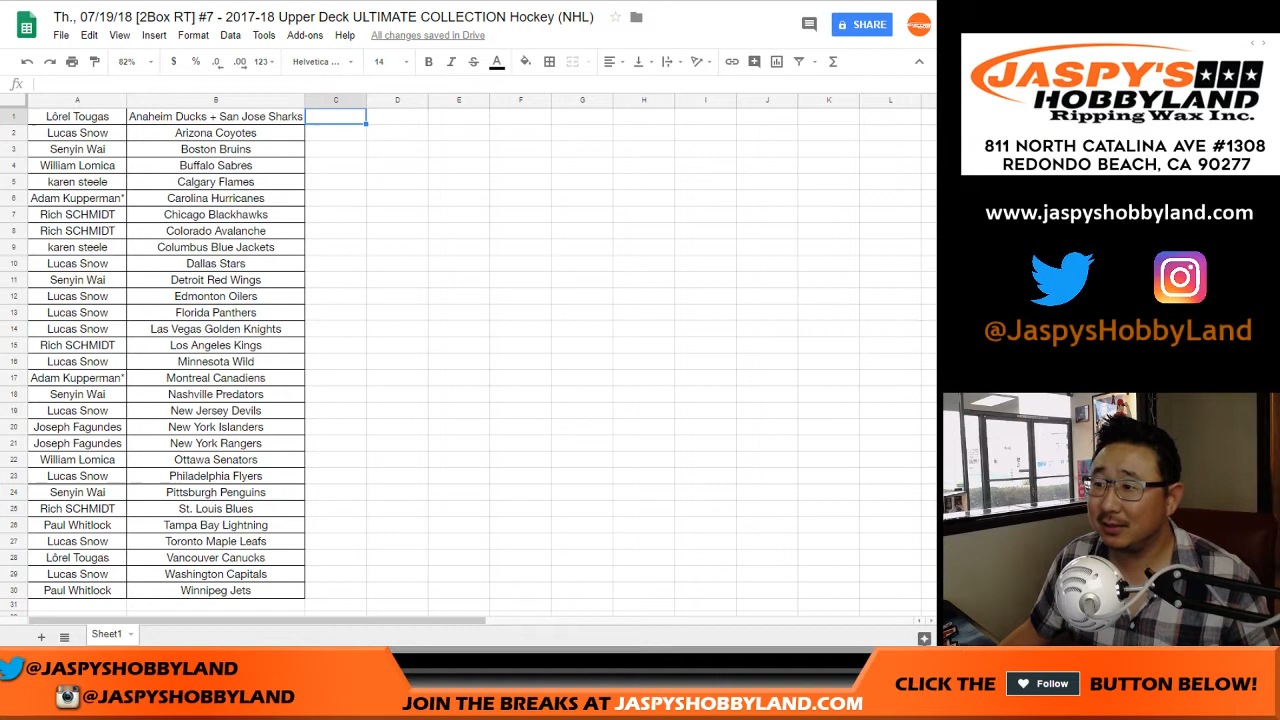 Th., 07/19/18 [2Box RT] #7 - 2017-18 Upper Deck ULTIMATE COLLECTION Hockey (NHL)
File Edit View Insert Format Data Tools Add-ons Help All changes saved in Drive
SHARE
82% $ % .0 .00 123 Helvetica ... 14 B I S A
fx
A B C D E F G H I J K L
1 Lôrel Tougas Anaheim Ducks + San Jose Sharks
2 Lucas Snow Arizona Coyotes
3 Senyin Wai Boston Bruins
4 William Lomica Buffalo Sabres
5 karen steele Calgary Flames
6 Adam Kupperman* Carolina Hurricanes
7 Rich SCHMIDT Chicago Blackhawks
8 Rich SCHMIDT Colorado Avalanche
9 karen steele Columbus Blue Jackets
10 Lucas Snow Dallas Stars
11 Senyin Wai Detroit Red Wings
12 Lucas Snow Edmonton Oilers
13 Lucas Snow Florida Panthers
14 Lucas Snow Las Vegas Golden Knights
15 Rich SCHMIDT Los Angeles Kings
16 Lucas Snow Minnesota Wild
17 Adam Kupperman* Montreal Canadiens
18 Senyin Wai Nashville Predators
19 Lucas Snow New Jersey Devils
20 Joseph Fagundes New York Islanders
21 Joseph Fagundes New York Rangers
22 William Lomica Ottawa Senators
23 Lucas Snow Philadelphia Flyers
24 Senyin Wai Pittsburgh Penguins
25 Rich SCHMIDT St. Louis Blues
26 Paul Whitlock Tampa Bay Lightning
27 Lucas Snow Toronto Maple Leafs
28 Lôrel Tougas Vancouver Canucks
29 Lucas Snow Washington Capitals
30 Paul Whitlock Winnipeg Jets
31
Sheet1
JASPY'S
HOBBYLAND
Ripping Wax Inc.
811 NORTH CATALINA AVE #1308
REDONDO BEACH, CA 90277
www.jaspyshobbyland.com
@JaspysHobbyLand
@JASPYSHOBBYLAND
@JASPYSHOBBYLAND
JOIN THE BREAKS AT JASPYSHOBBYLAND.COM
CLICK THE Follow BUTTON BELOW!